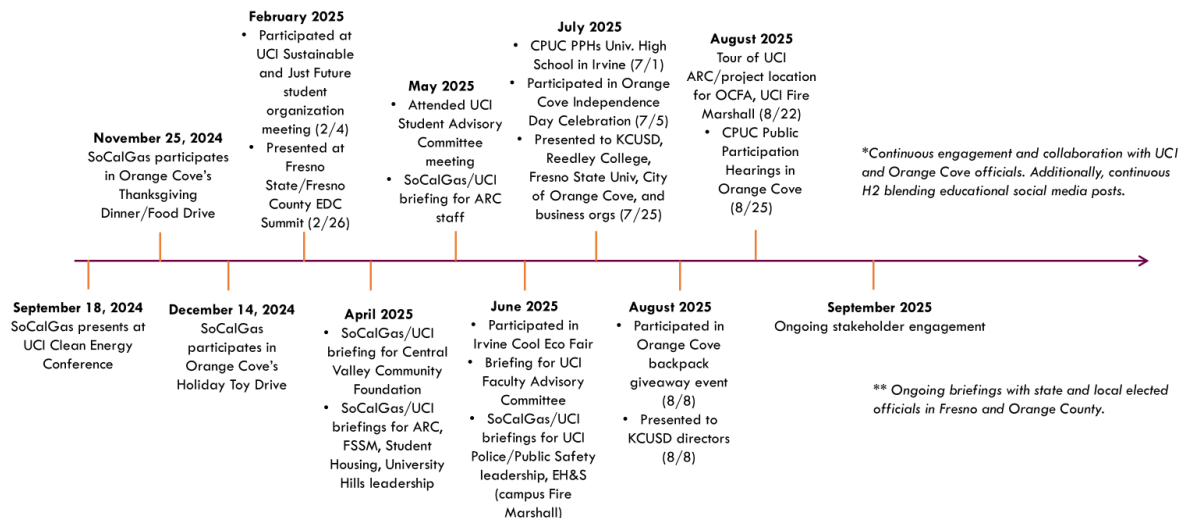 September 18, 2024
SoCalGas presents at
UCI Clean Energy
Conference
November 25, 2024
SoCalGas participates
in Orange Cove's
Thanksgiving
Dinner/Food Drive
December 14, 2024
SoCalGas
participates in
Orange Cove's
Holiday Toy Drive
February 2025
• Participated at
UCI Sustainable
and Just Future
student
organization
meeting (2/4)
• Presented at
Fresno
State/Fresno
County EDC
Summit (2/26)
April 2025
• SoCalGas/UCI
briefing for Central
Valley Community
Foundation
• SoCalGas/UCI
briefings for ARC,
FSSM, Student
Housing, University
Hills leadership
May 2025
• Attended UCI
Student Advisory
Committee
meeting
• SoCalGas/UCI
briefing for ARC
staff
June 2025
• Participated in
Irvine Cool Eco Fair
• Briefing for UCI
Faculty Advisory
Committee
• SoCalGas/UCI
briefings for UCI
Police/Public Safety
leadership, EH&S
(campus Fire
Marshall)
July 2025
• CPUC PPHs Univ. High
School in Irvine (7/1)
• Participated in Orange
Cove Independence
Day Celebration (7/5)
• Presented to KCUSD,
Reedley College,
Fresno State Univ, City
of Orange Cove, and
business orgs (7/25)
August 2025
• Participated in
Orange Cove
backpack
giveaway event
(8/8)
• Presented to
KCUSD directors
(8/8)
August 2025
Tour of UCI
ARC/project location
for OCFA, UCI Fire
Marshall (8/22)
• CPUC Public
Participation
Hearings in
Orange Cove
(8/25)
September 2025
Ongoing stakeholder engagement
*Continuous engagement and collaboration with UCI
and Orange Cove officials. Additionally, continuous
H2 blending educational social media posts.
** Ongoing briefings with state and local elected
officials in Fresno and Orange County.